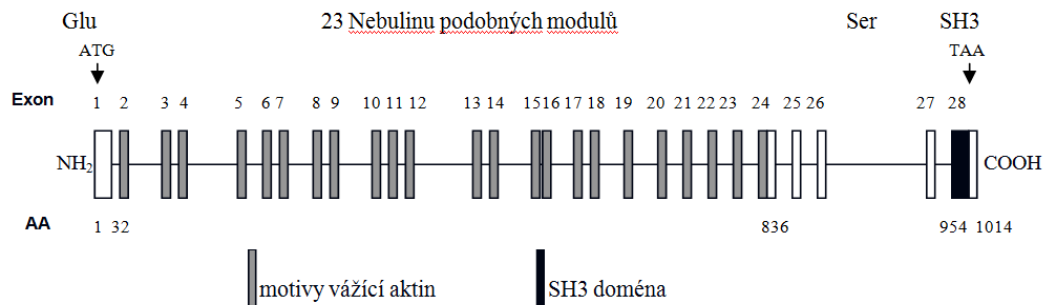 Glu 23 Nebulinu podobných modulů Ser SH3
ATG TAA
Exon 1 2 3 4 5 6 7 8 9 10 11 12 13 14 15 16 17 18 19 20 21 22 23 24 25 26 27 28
NH2 COOH
AA 1 32 836 954 1014
motivy vážící aktin SH3 doména